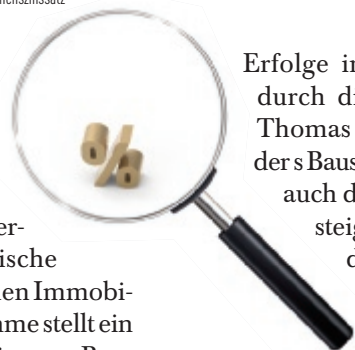 Erfolge in
durch di
Thomas
der s Baus
auch d
steig
d
er-
ische
en Immobi-
me stellt ein